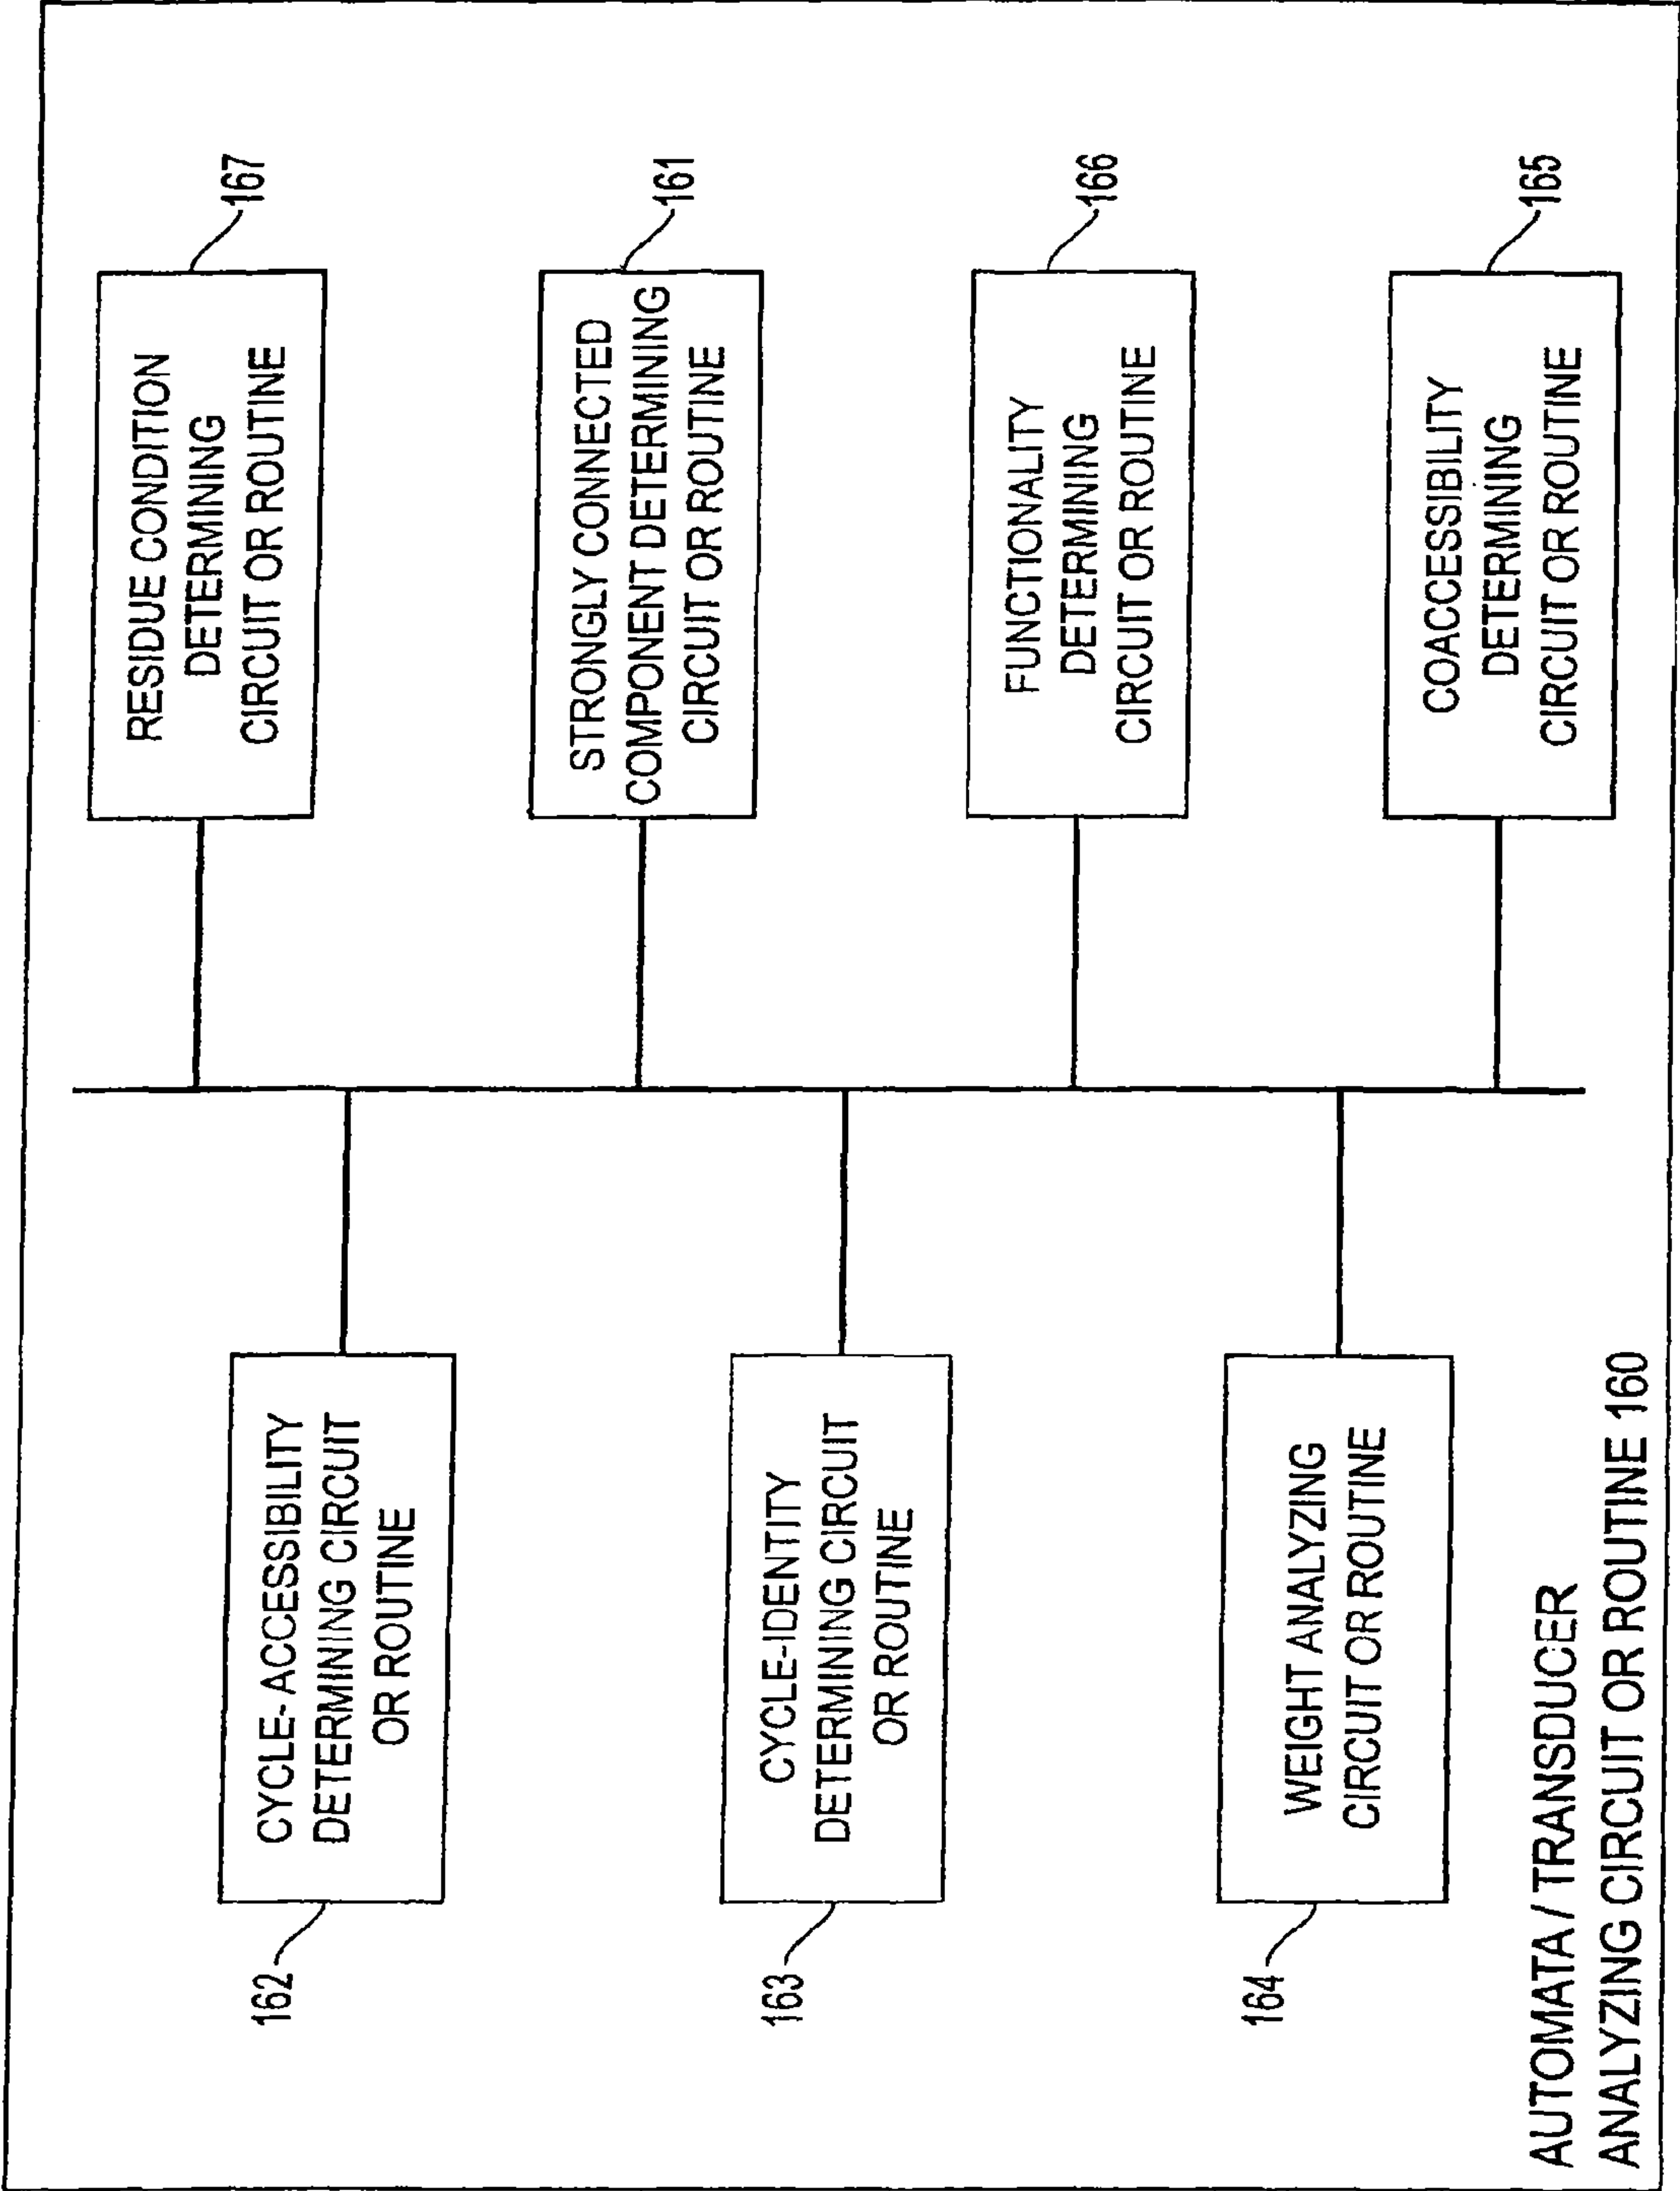 162
CYCLE-ACCESSIBILITY
DETERMINING CIRCUIT
OR ROUTINE
163
CYCLE-IDENTITY
DETERMINING CIRCUIT
OR ROUTINE
164
WEIGHT ANALYZING
CIRCUIT OR ROUTINE
RESIDUE CONDITION
DETERMINING
CIRCUIT OR ROUTINE
167
STRONGLY CONNECTED
COMPONENT DETERMINING
CIRCUIT OR ROUTINE
161
FUNCTIONALITY
DETERMINING
CIRCUIT OR ROUTINE
166
COACCESSIBILITY
DETERMINING
CIRCUIT OR ROUTINE
165
AUTOMATA / TRANSDUCER
ANALYZING CIRCUIT OR ROUTINE 160